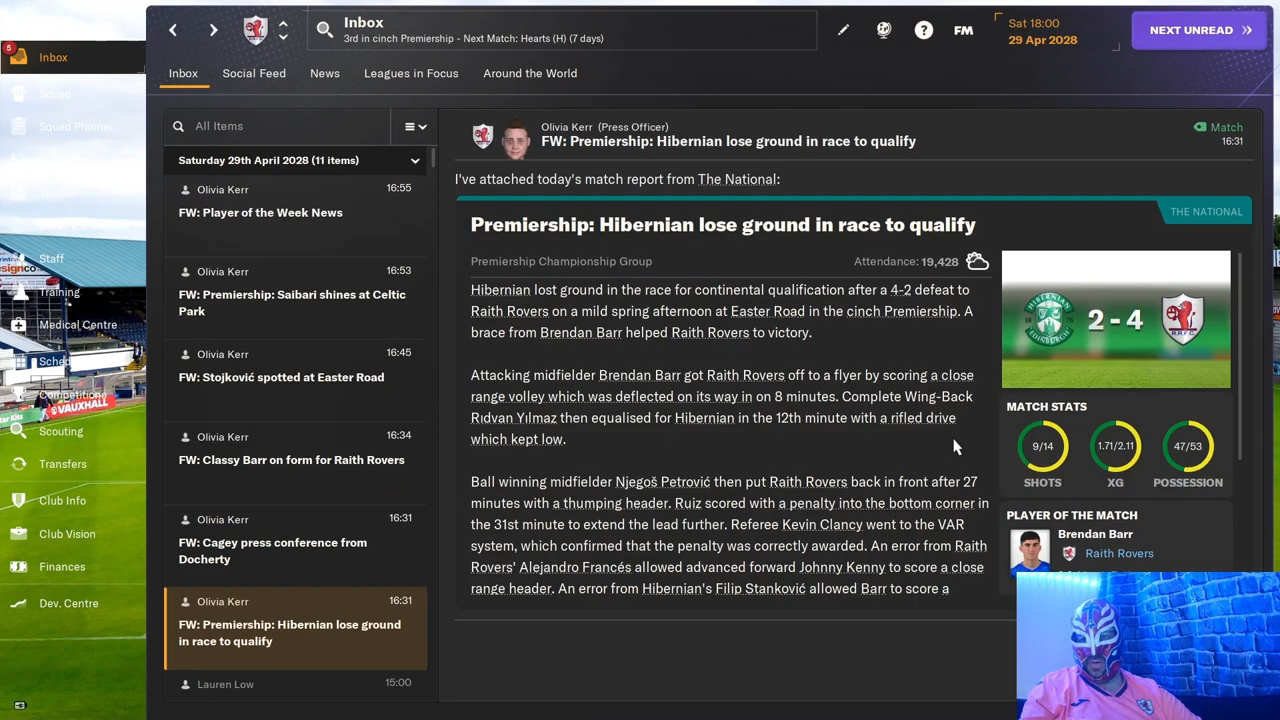 Inbox
3rd in cinch Premiership - Next Match: Hearts (H) (7 days)
FM
Sat 18:00
29 Apr 2028
NEXT UNREAD
5
Inbox
Squad
Squad Planner
Staff
Training
Medical Centre
Sched
Competitions
Scouting
Transfers
Club Info
Club Vision
Finances
Dev. Centre
VAUXHALL
Inbox
Social Feed
News
Leagues in Focus
Around the World
All Items
Saturday 29th April 2028 (11 items)
Olivia Kerr
16:55
FW: Player of the Week News
Olivia Kerr
16:53
FW: Premiership: Saibari shines at Celtic
Park
Olivia Kerr
16:45
FW: Stojković spotted at Easter Road
Olivia Kerr
16:34
FW: Classy Barr on form for Raith Rovers
Olivia Kerr
16:31
FW: Cagey press conference from
Docherty
Olivia Kerr
16:31
FW: Premiership: Hibernian lose ground
in race to qualify
Lauren Low
15:00
Olivia Kerr (Press Officer)
FW: Premiership: Hibernian lose ground in race to qualify
Match
16:31
I've attached today's match report from The National:
THE NATIONAL
Premiership: Hibernian lose ground in race to qualify
Premiership Championship Group
Attendance: 19,428
Hibernian lost ground in the race for continental qualification after a 4-2 defeat to
Raith Rovers on a mild spring afternoon at Easter Road in the cinch Premiership. A
brace from Brendan Barr helped Raith Rovers to victory.
Attacking midfielder Brendan Barr got Raith Rovers off to a flyer by scoring a close
range volley which was deflected on its way in on 8 minutes. Complete Wing-Back
Rıdvan Yılmaz then equalised for Hibernian in the 12th minute with a rifled drive
which kept low.
Ball winning midfielder Njegoš Petrović then put Raith Rovers back in front after 27
minutes with a thumping header. Ruiz scored with a penalty into the bottom corner in
the 31st minute to extend the lead further. Referee Kevin Clancy went to the VAR
system, which confirmed that the penalty was correctly awarded. An error from Raith
Rovers' Alejandro Francés allowed advanced forward Johnny Kenny to score a close
range header. An error from Hibernian's Filip Stanković allowed Barr to score a
HIBERNIAN
EDINBURGH
2 - 4
R.R.F.C.
MATCH STATS
9/14
1.71/2.11
47/53
SHOTS
XG
POSSESSION
PLAYER OF THE MATCH
Brendan Barr
Raith Rovers